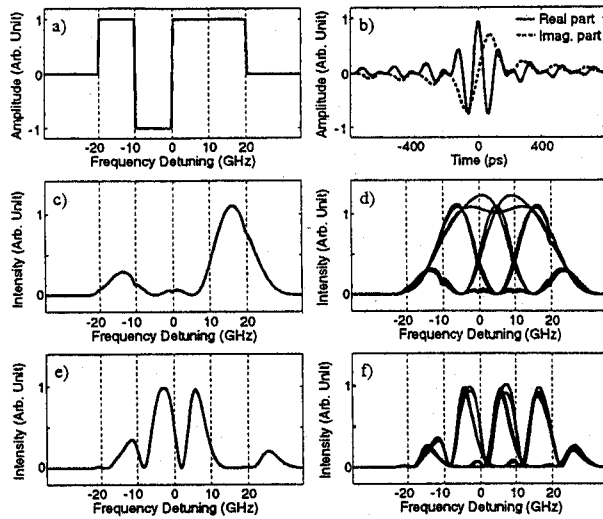 a)
Amplitude (Arb. Unit)
1
0
-1
-20 -10 0 10 20
Frequency Detuning (GHz)
b)
Real part
Imag. part
Amplitude (Arb. Unit)
1
0
-1
-400 0 400
Time (ps)
c)
Intensity (Arb. Unit)
1
0
-20 -10 0 10 20
Frequency Detuning (GHz)
d)
Intensity (Arb. Unit)
1
0
-20 -10 0 10 20
Frequency Detuning (GHz)
e)
Intensity (Arb. Unit)
1
0
-20 -10 0 10 20
Frequency Detuning (GHz)
f)
Intensity (Arb. Unit)
1
0
-20 -10 0 10 20
Frequency Detuning (GHz)